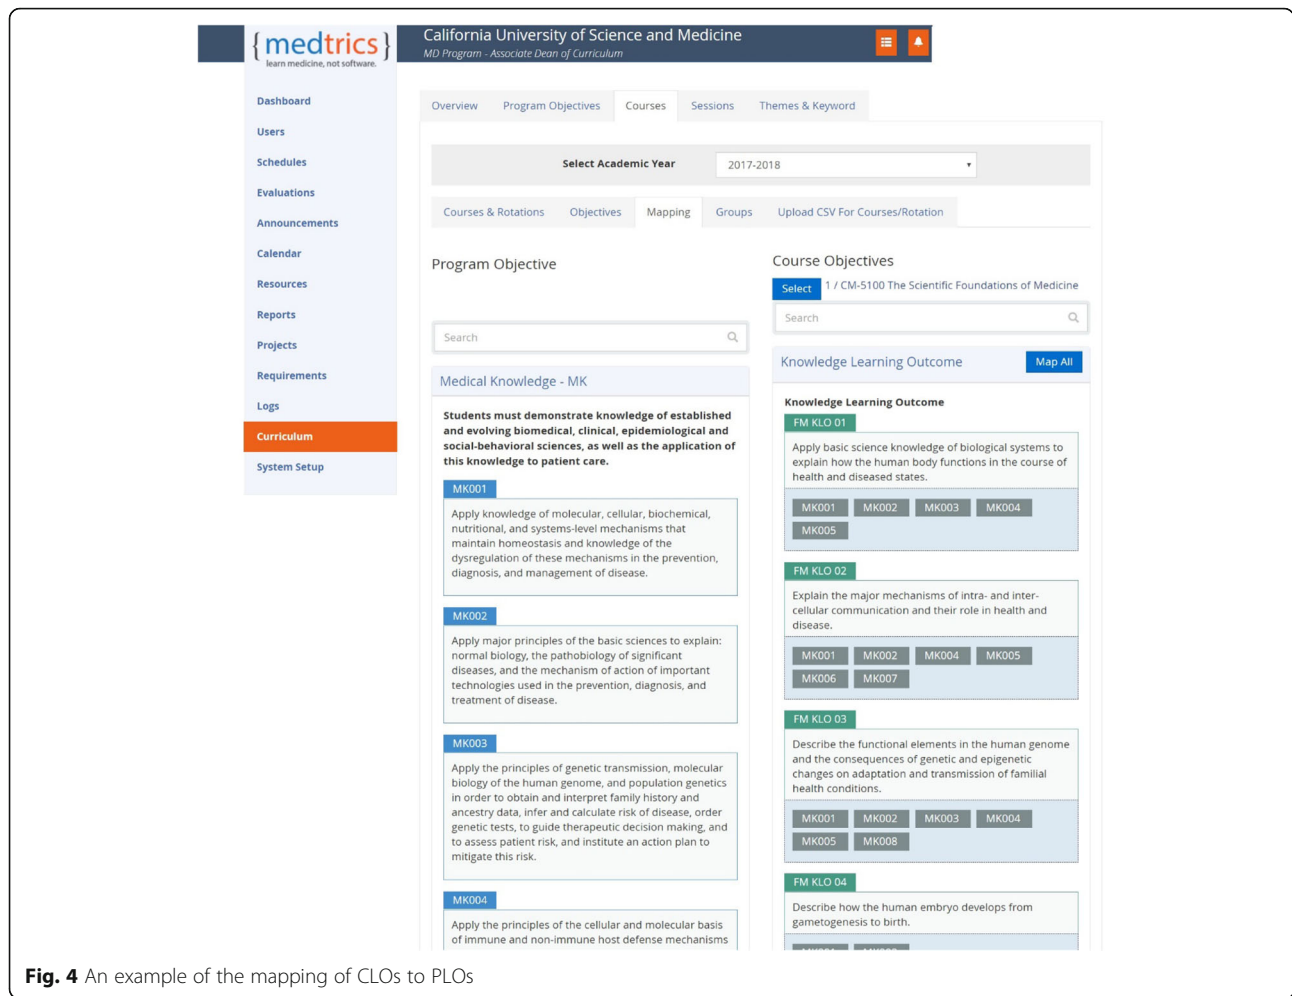 {medtrics}
learn medicine, not software.
California University of Science and Medicine
MD Program - Associate Dean of Curriculum
Dashboard
Users
Schedules
Evaluations
Announcements
Calendar
Resources
Reports
Projects
Requirements
Logs
Curriculum
System Setup
Overview Program Objectives Courses Sessions Themes & Keyword
Select Academic Year 2017-2018
Courses & Rotations Objectives Mapping Groups Upload CSV For Courses/Rotation
Program Objective
Search
Medical Knowledge - MK
Students must demonstrate knowledge of established
and evolving biomedical, clinical, epidemiological and
social-behavioral sciences, as well as the application of
this knowledge to patient care.
MK001
Apply knowledge of molecular, cellular, biochemical,
nutritional, and systems-level mechanisms that
maintain homeostasis and knowledge of the
dysregulation of these mechanisms in the prevention,
diagnosis, and management of disease.
MK002
Apply major principles of the basic sciences to explain:
normal biology, the pathobiology of significant
diseases, and the mechanism of action of important
technologies used in the prevention, diagnosis, and
treatment of disease.
MK003
Apply the principles of genetic transmission, molecular
biology of the human genome, and population genetics
in order to obtain and interpret family history and
ancestry data, infer and calculate risk of disease, order
genetic tests, to guide therapeutic decision making, and
to assess patient risk, and institute an action plan to
mitigate this risk.
MK004
Apply the principles of the cellular and molecular basis
of immune and non-immune host defense mechanisms
Course Objectives
Select 1 / CM-5100 The Scientific Foundations of Medicine
Search
Knowledge Learning Outcome Map All
Knowledge Learning Outcome
FM KLO 01
Apply basic science knowledge of biological systems to
explain how the human body functions in the course of
health and diseased states.
MK001 MK002 MK003 MK004
MK005
FM KLO 02
Explain the major mechanisms of intra- and inter-
cellular communication and their role in health and
disease.
MK001 MK002 MK004 MK005
MK006 MK007
FM KLO 03
Describe the functional elements in the human genome
and the consequences of genetic and epigenetic
changes on adaptation and transmission of familial
health conditions.
MK001 MK002 MK003 MK004
MK005 MK008
FM KLO 04
Describe how the human embryo develops from
gametogenesis to birth.
Fig. 4 An example of the mapping of CLOs to PLOs